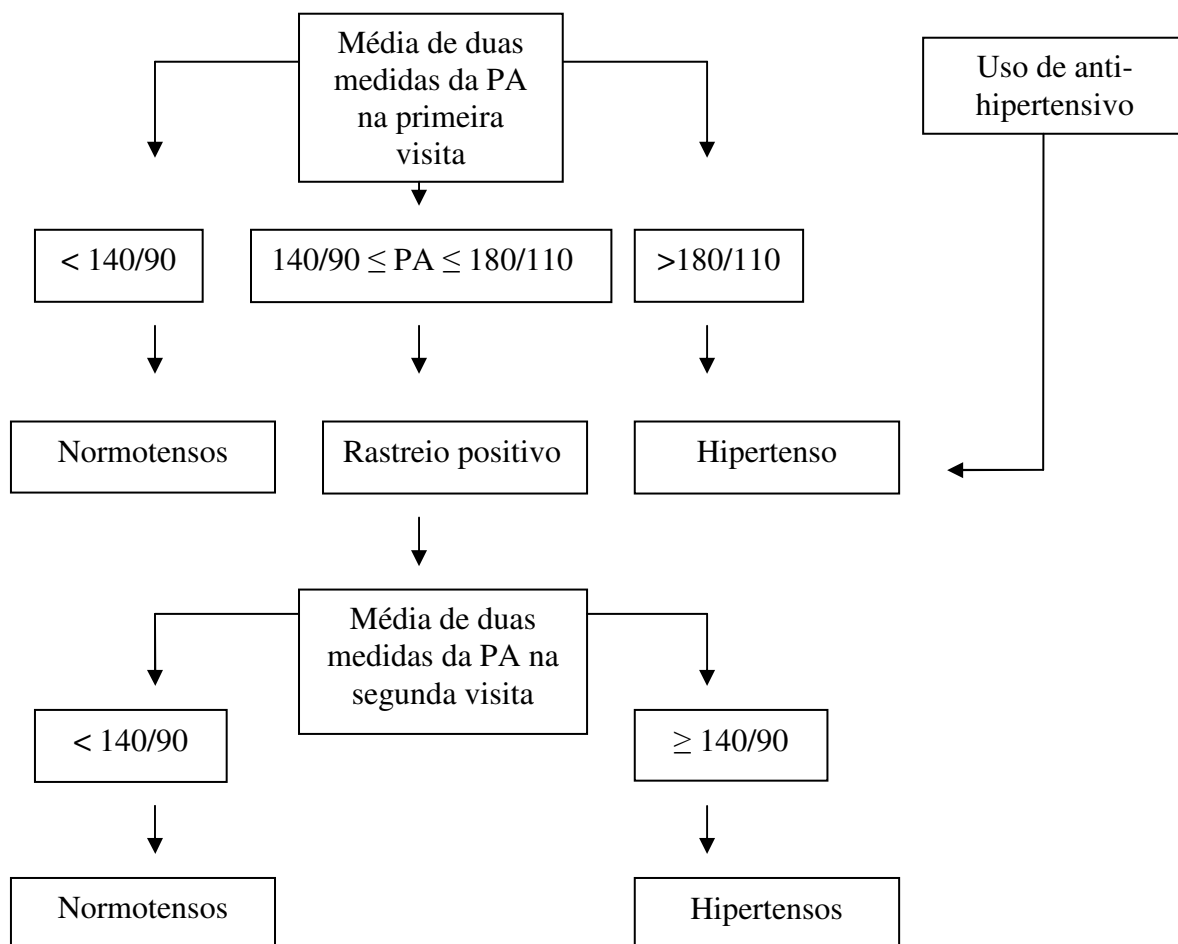 Média de duas
medidas da PA
na primeira
visita
Uso de anti-
hipertensivo
< 140/90
140/90 ≤ PA ≤ 180/110
>180/110
Normotensos
Rastreio positivo
Hipertenso
Média de duas
medidas da PA na
segunda visita
< 140/90
≥ 140/90
Normotensos
Hipertensos